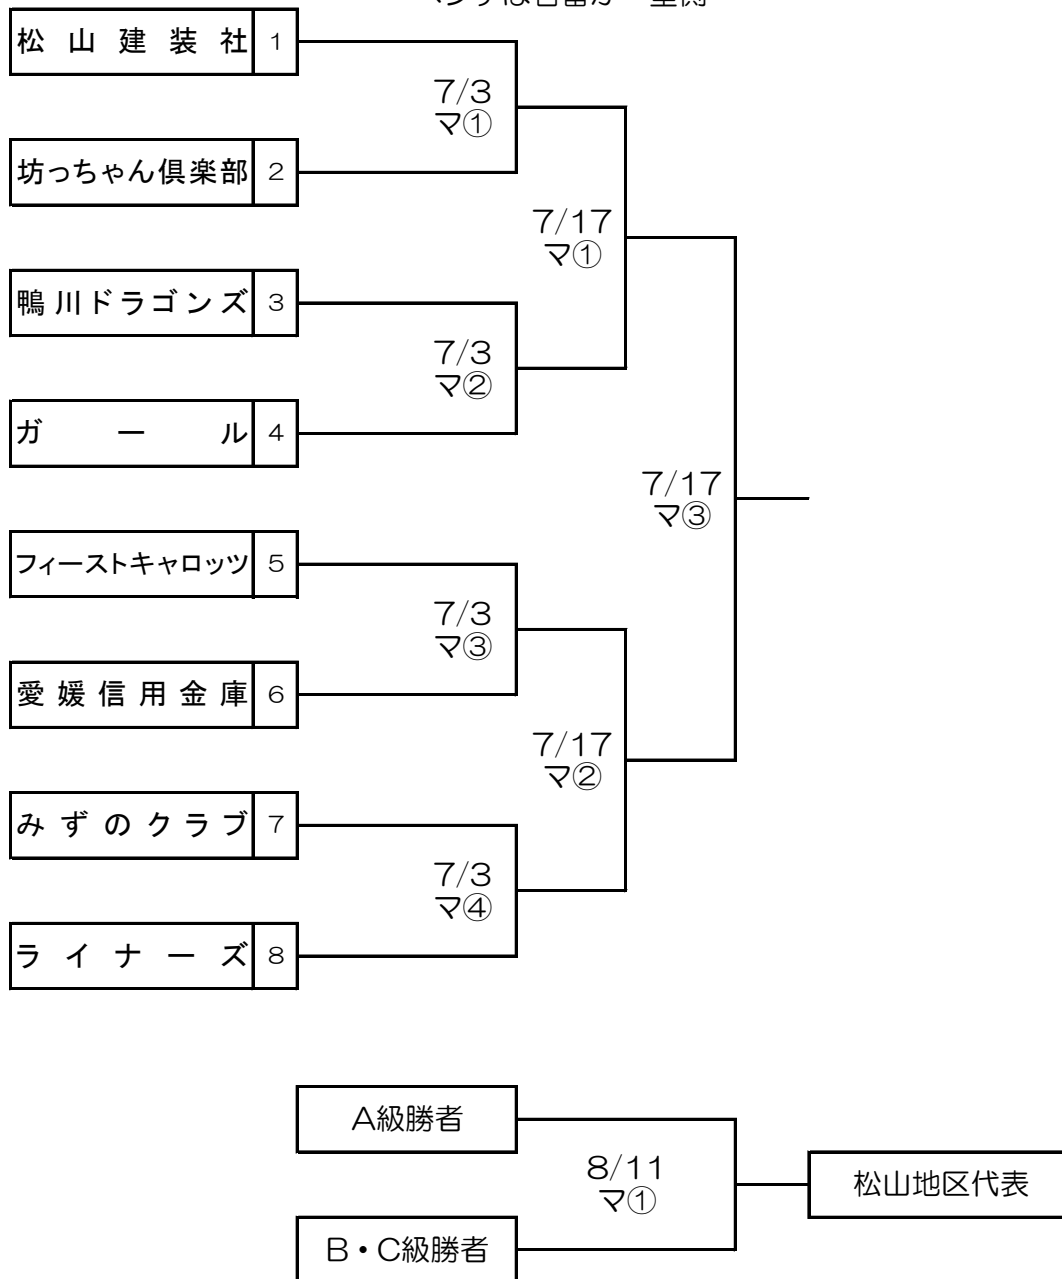 松山建装社 1
7/3
マ①
坊っちゃん倶楽部 2
7/17
マ①
鴨川ドラゴンズ 3
7/3
マ②
ガール 4
7/17
マ③
フィーストキャロッツ 5
7/3
マ③
愛媛信用金庫 6
7/17
マ②
みずのクラブ 7
7/3
マ④
ライナーズ 8
A級勝者
8/11
マ①
松山地区代表
B・C級勝者